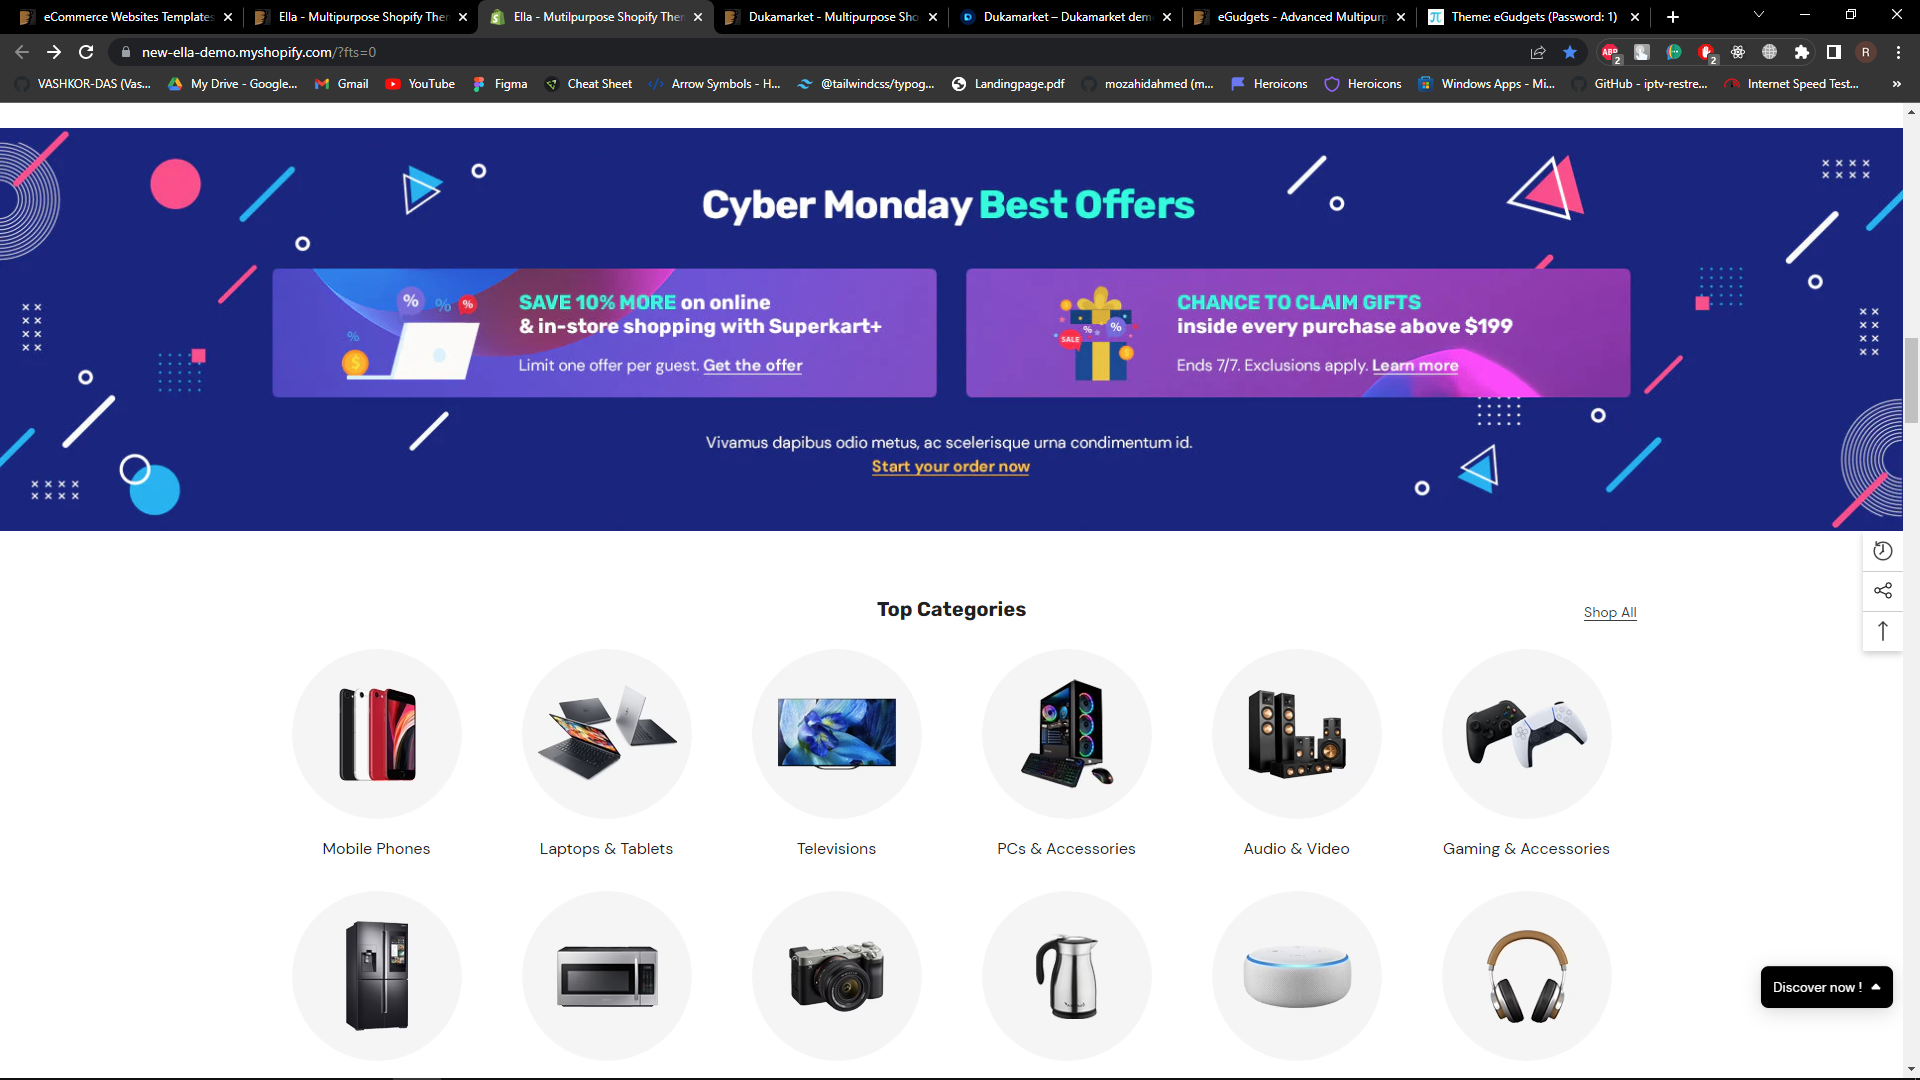 eCommerce Websites Templates
Ella - Multipurpose Shopify Ther
Ella - Mutilpurpose Shopify Ther
Dukamarket - Multipurpose Sho
Dukamarket – Dukamarket dem
eGudgets - Advanced Multipurp
Theme: eGudgets (Password: 1)
new-ella-demo.myshopify.com/?fts=0
ABP
2
2
R
VASHKOR-DAS (Vas...
My Drive - Google...
Gmail
YouTube
Figma
Cheat Sheet
Arrow Symbols - H...
@tailwindcss/typog...
Landingpage.pdf
mozahidahmed (m...
Heroicons
Heroicons
Windows Apps - Mi...
GitHub - iptv-restre...
Internet Speed Test...
Cyber Monday Best Offers
SAVE 10% MORE on online
& in-store shopping with Superkart+
Limit one offer per guest. Get the offer
SALE
CHANCE TO CLAIM GIFTS
inside every purchase above $199
Ends 7/7. Exclusions apply. Learn more
Vivamus dapibus odio metus, ac scelerisque urna condimentum id.
Start your order now
Top Categories
Shop All
Mobile Phones
Laptops & Tablets
Televisions
PCs & Accessories
Audio & Video
Gaming & Accessories
Discover now !